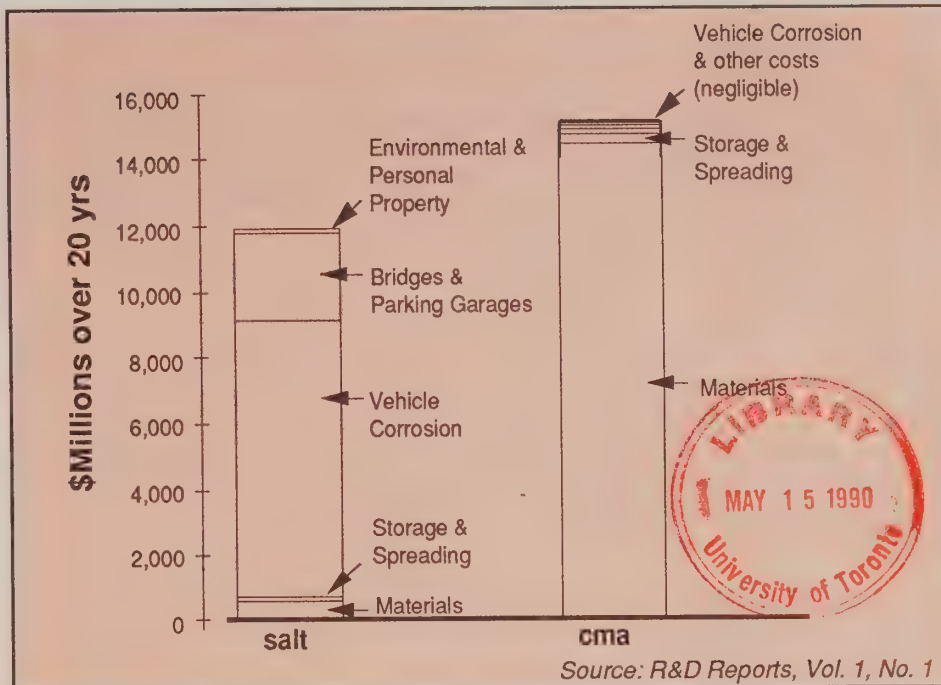 Vehicle Corrosion
& other costs
(negligible)
16,000
14,000
12,000
10,000
8,000
6,000
4,000
2,000
0
$Millions over 20 yrs
Environmental &
Personal
Property
Bridges &
Parking Garages
Vehicle
Corrosion
Storage &
Spreading
Materials
Storage &
Spreading
Materials
salt
cma
LIBRARY
MAY 15 1990
University of Toronto
Source: R&D Reports, Vol. 1, No. 1